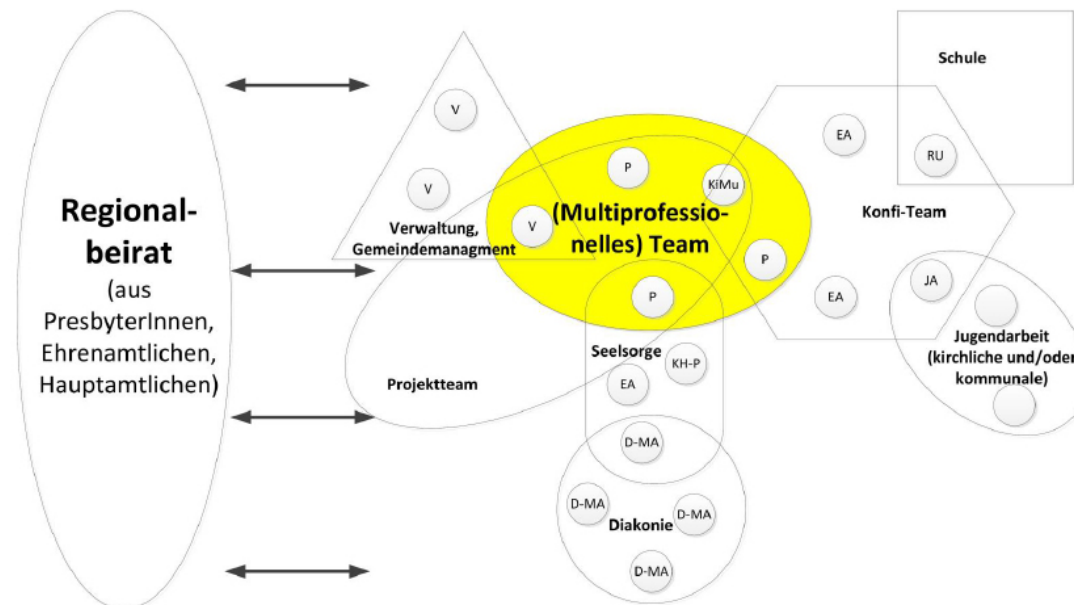 Regional-
beirat
(aus
PresbyterInnen,
Ehrenamtlichen,
Hauptamtlichen)
V
V
V
Verwaltung,
Gemeindemanagment
Projektteam
P
KiMu
(Multiprofessio-
nelles) Team
P
P
Seelsorge
KH-P
EA
D-MA
D-MA
D-MA
Diakonie
D-MA
Schule
EA
RU
Konfi-Team
EA
JA
Jugendarbeit
(kirchliche und/oder
kommunale)